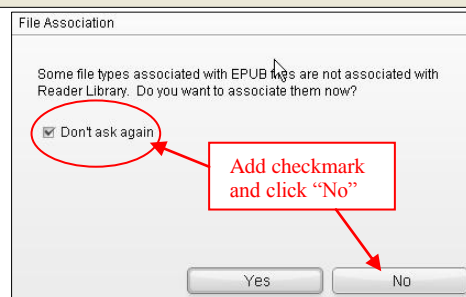 File Association
Some file types associated with EPUB files are not associated with
Reader Library. Do you want to associate them now?
Don't ask again
Add checkmark
and click “No”
Yes
No